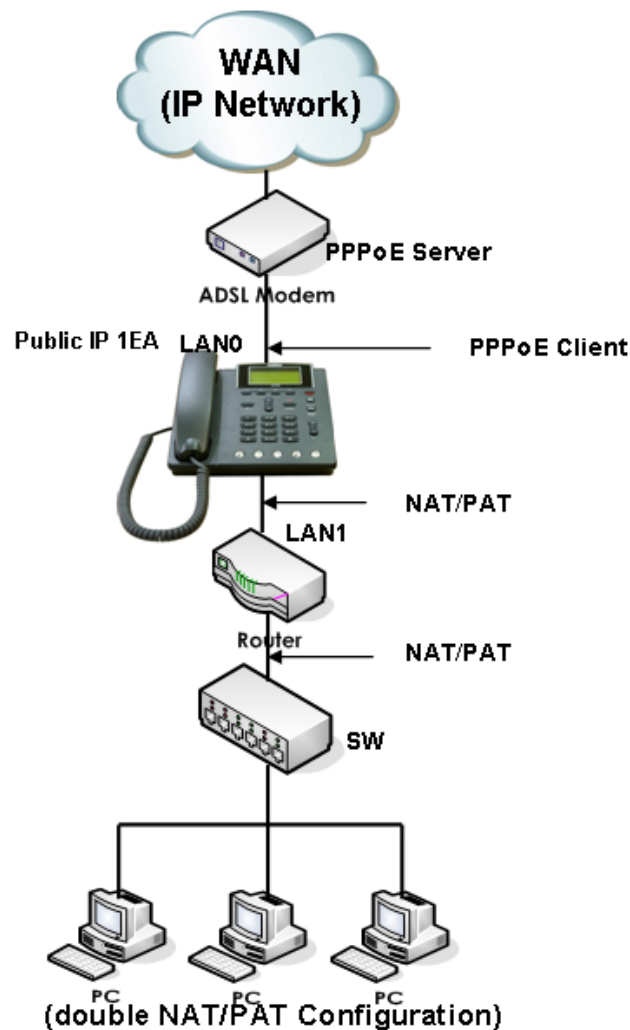 WAN
(IP Network)
PPPoE Server
ADSL Modem
Public IP 1EA
LAN0
PPPoE Client
NAT/PAT
LAN1
Router
NAT/PAT
SW
PC
PC
PC
(double NAT/PAT Configuration)